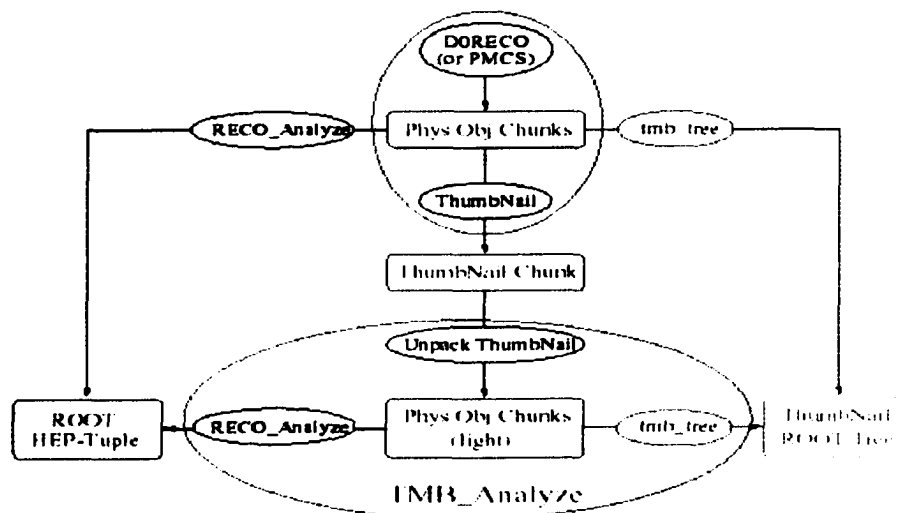 D0RECO
(or PMCS)
RECO_Analyze
Phys Obj Chunks
tmb_tree
ThumbNail
ThumbNail Chunk
Unpack ThumbNail
ROOT
HEP-Tuple
RECO_Analyze
Phys Obj Chunks
(light)
tmb_tree
ThumbNail
ROOT Tree
TMB_Analyze